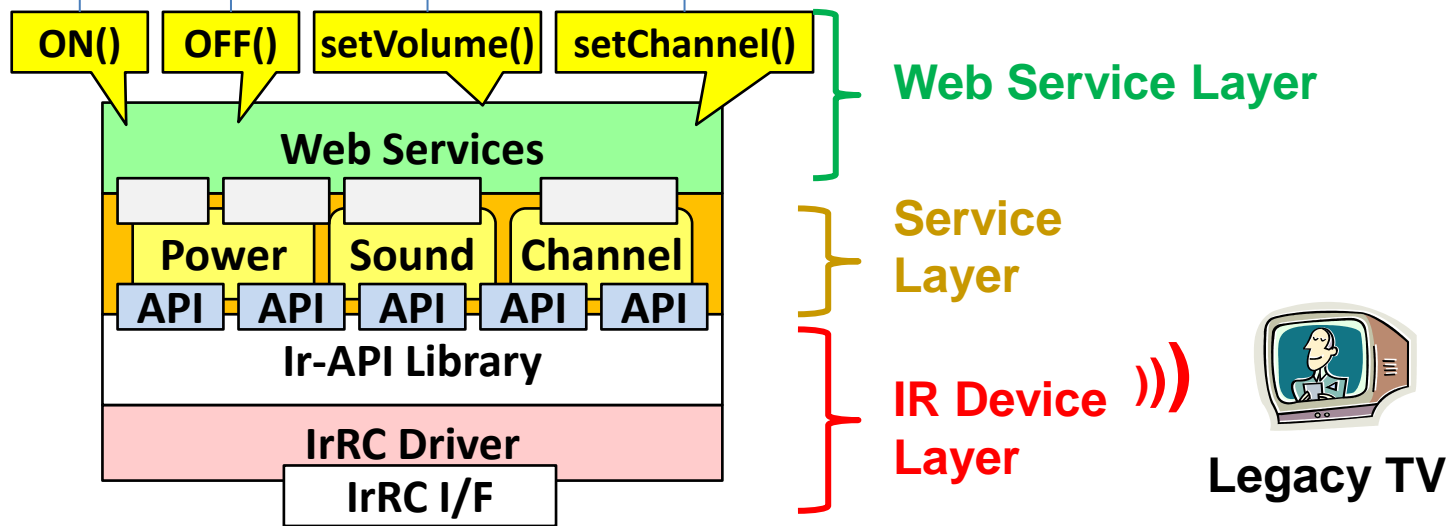 ON() OFF() setVolume() setChannel()
Web Service Layer
Web Services
Service
Layer
Power Sound Channel
API API API API API
Ir-API Library
IR Device
Layer
)))
IrRC Driver
IrRC I/F
Legacy TV